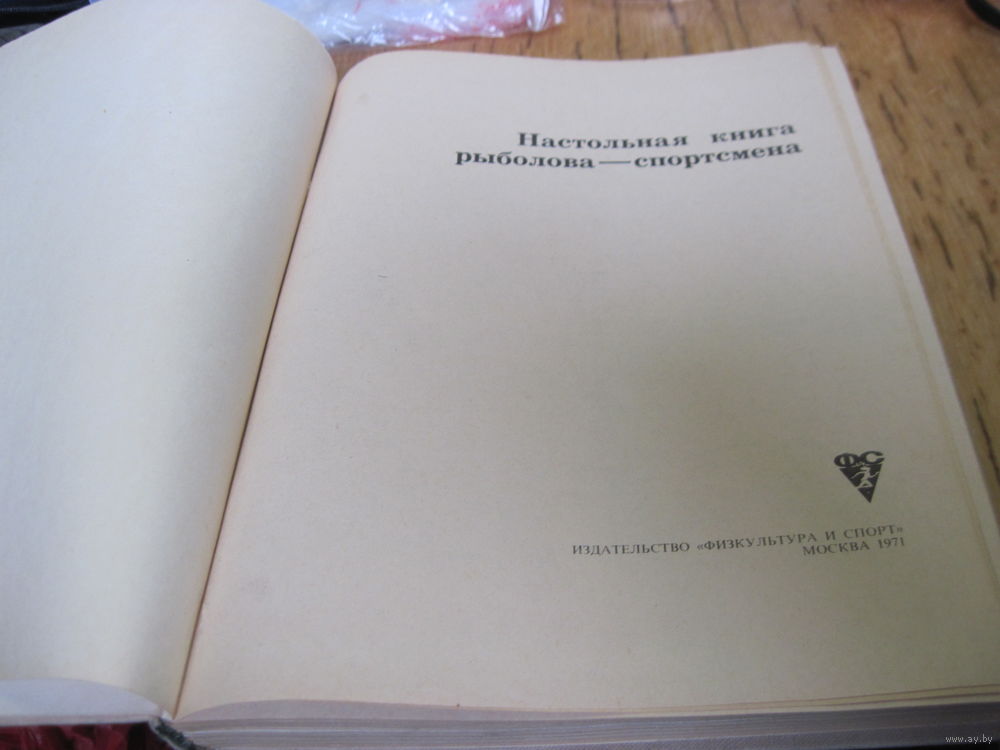 Настольная книга
рыболова—спортсмена
ФС
ИЗДАТЕЛЬСТВО «ФИЗКУЛЬТУРА И СПОРТ»
МОСКВА 1971
www.ay.by